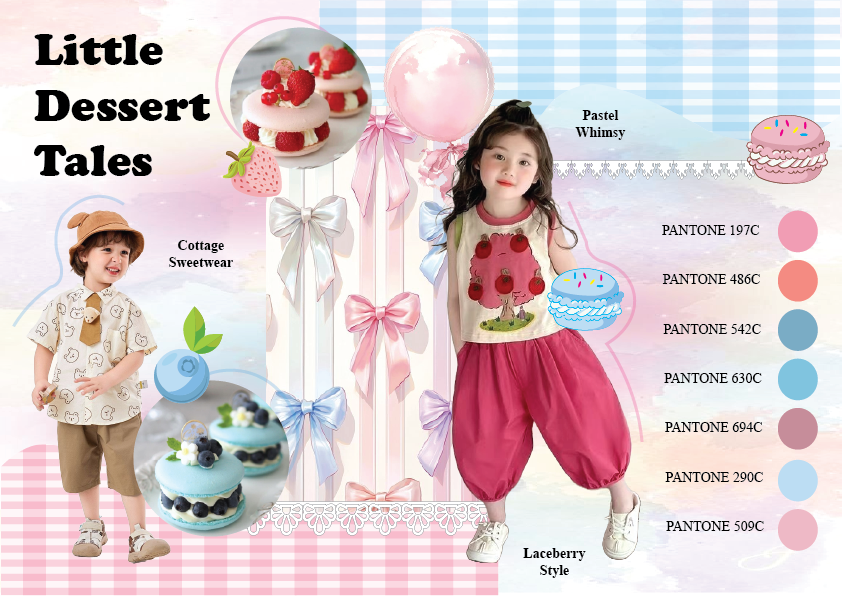 Little
Dessert
Tales
Pastel
Whimsy
Cottage
Sweetwear
PANTONE 197C
PANTONE 486C
PANTONE 542C
PANTONE 630C
PANTONE 694C
PANTONE 290C
PANTONE 509C
Laceberry
Style